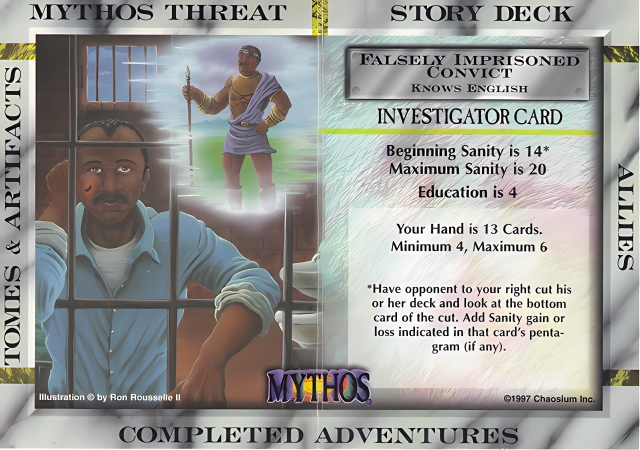 MYTHOS THREAT
STORY DECK
TOMES & ARTIFACTS
FALSELY IMPRISONED
CONVICT
KNOWS ENGLISH
INVESTIGATOR CARD
Beginning Sanity is 14*
Maximum Sanity is 20
Education is 4
Your Hand is 13 Cards.
Minimum 4, Maximum 6
*Have opponent to your right cut his
or her deck and look at the bottom
card of the cut. Add Sanity gain or
loss indicated in that card's penta-
gram (if any).
ALLIES
MYTHOS
Illustration © by Ron Rousselle II
©1997 Chaosium Inc.
COMPLETED ADVENTURES